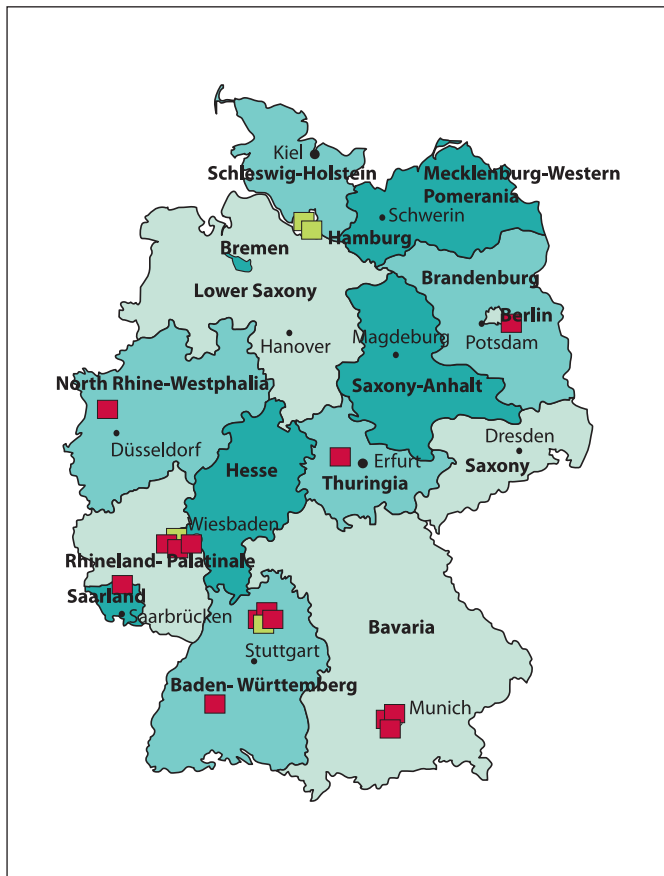 Kiel
Schleswig-Holstein
Mecklenburg-Western
Pomerania
Schwerin
Hamburg
Bremen
Lower Saxony
Brandenburg
Berlin
Potsdam
Hanover
Magdeburg
North Rhine-Westphalia
Saxony-Anhalt
Düsseldorf
Dresden
Saxony
Hesse
Erfurt
Thuringia
Wiesbaden
Rhineland- Palatinale
Saarland
Saarbrücken
Bavaria
Stuttgart
Baden- Württemberg
Munich